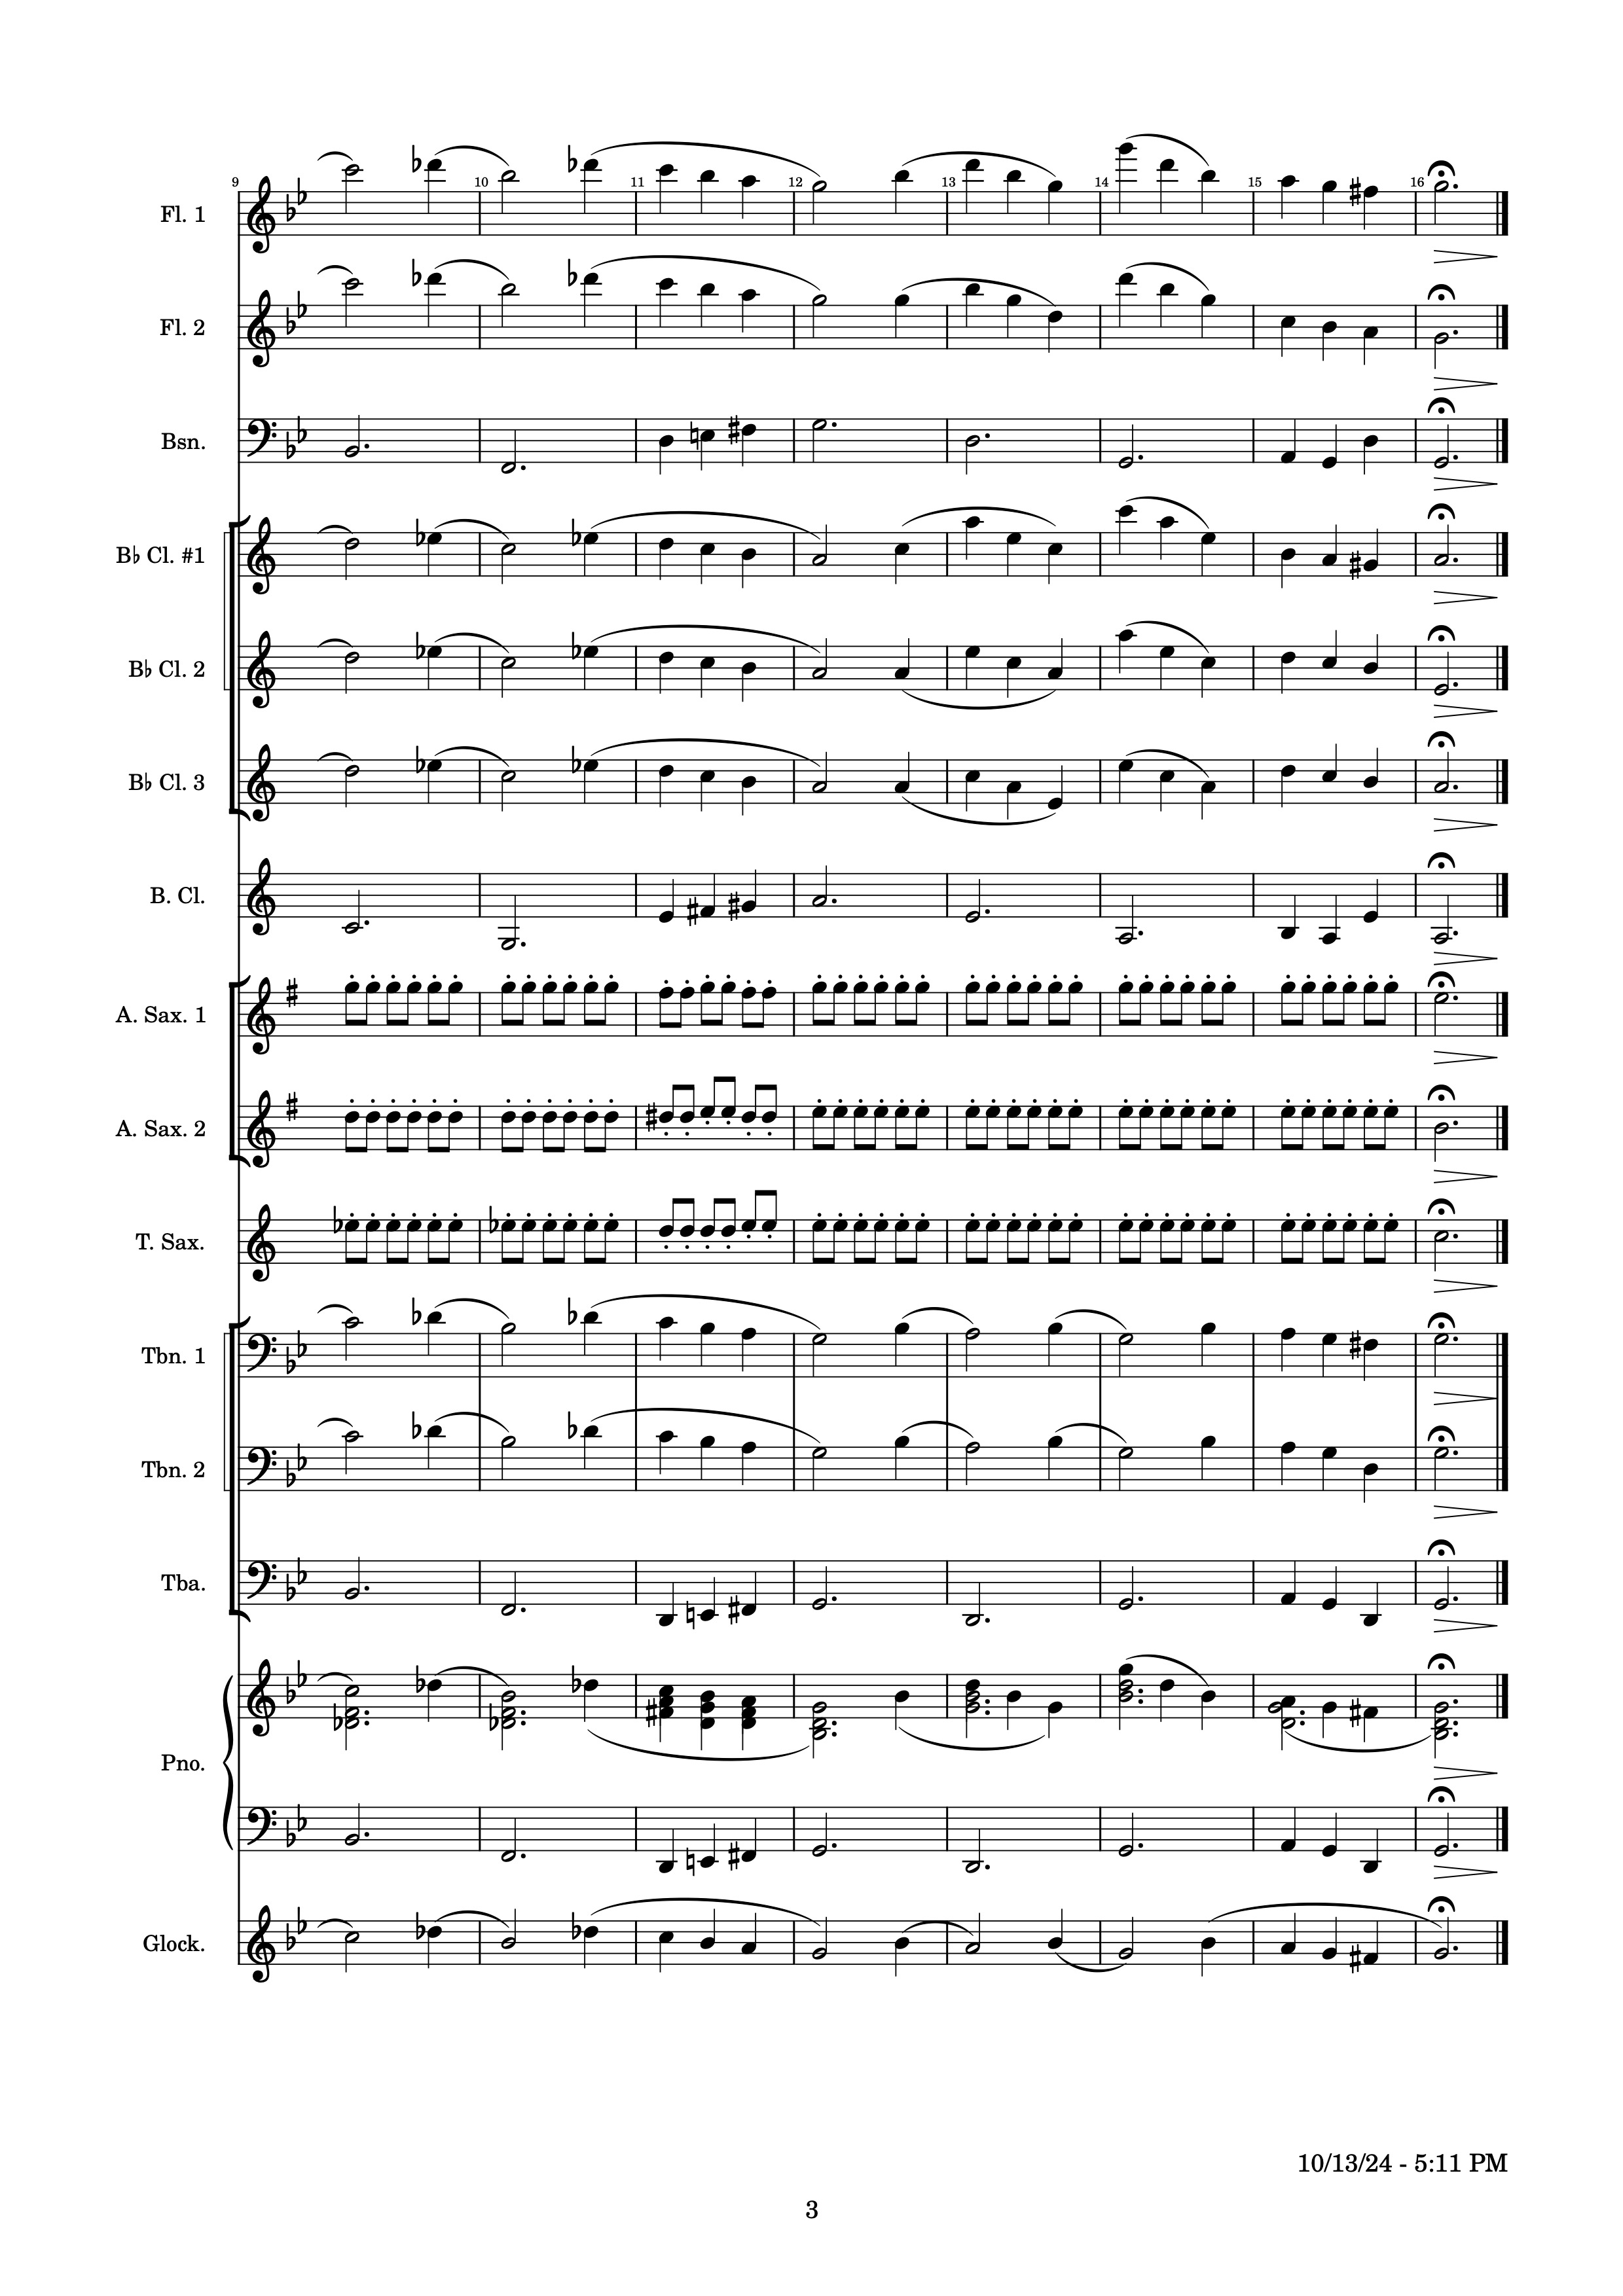 9 10 11 12 13 14 15 16
Fl. 1
Fl. 2
Bsn.
B♭ Cl. #1
B♭ Cl. 2
B♭ Cl. 3
B. Cl.
A. Sax. 1
A. Sax. 2
T. Sax.
Tbn. 1
Tbn. 2
Tba.
Pno.
Glock.
10/13/24 - 5:11 PM
3